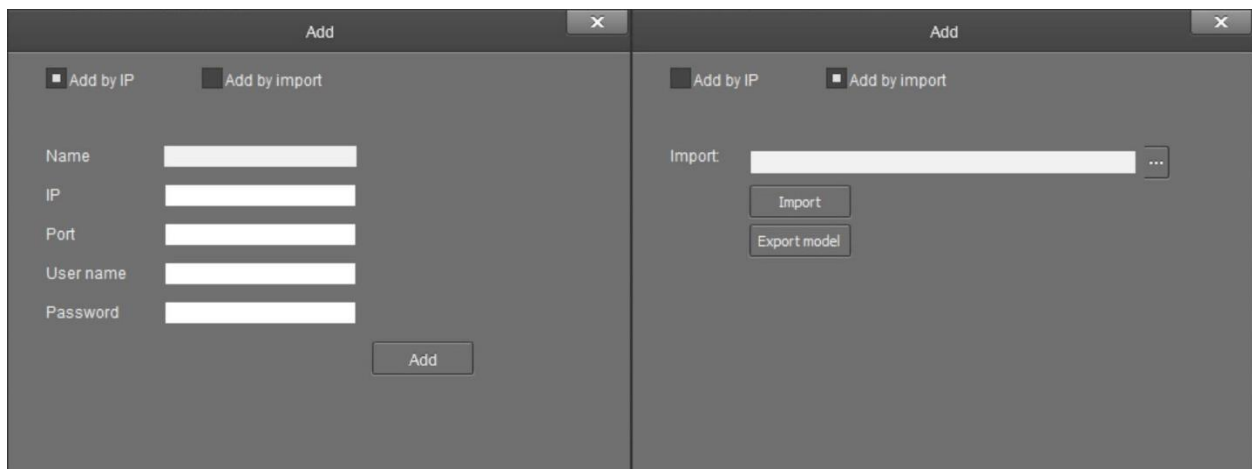 Add
Add by IP
Add by import
Name
IP
Port
User name
Password
Add
Add
Add by IP
Add by import
Import:
...
Import
Export model